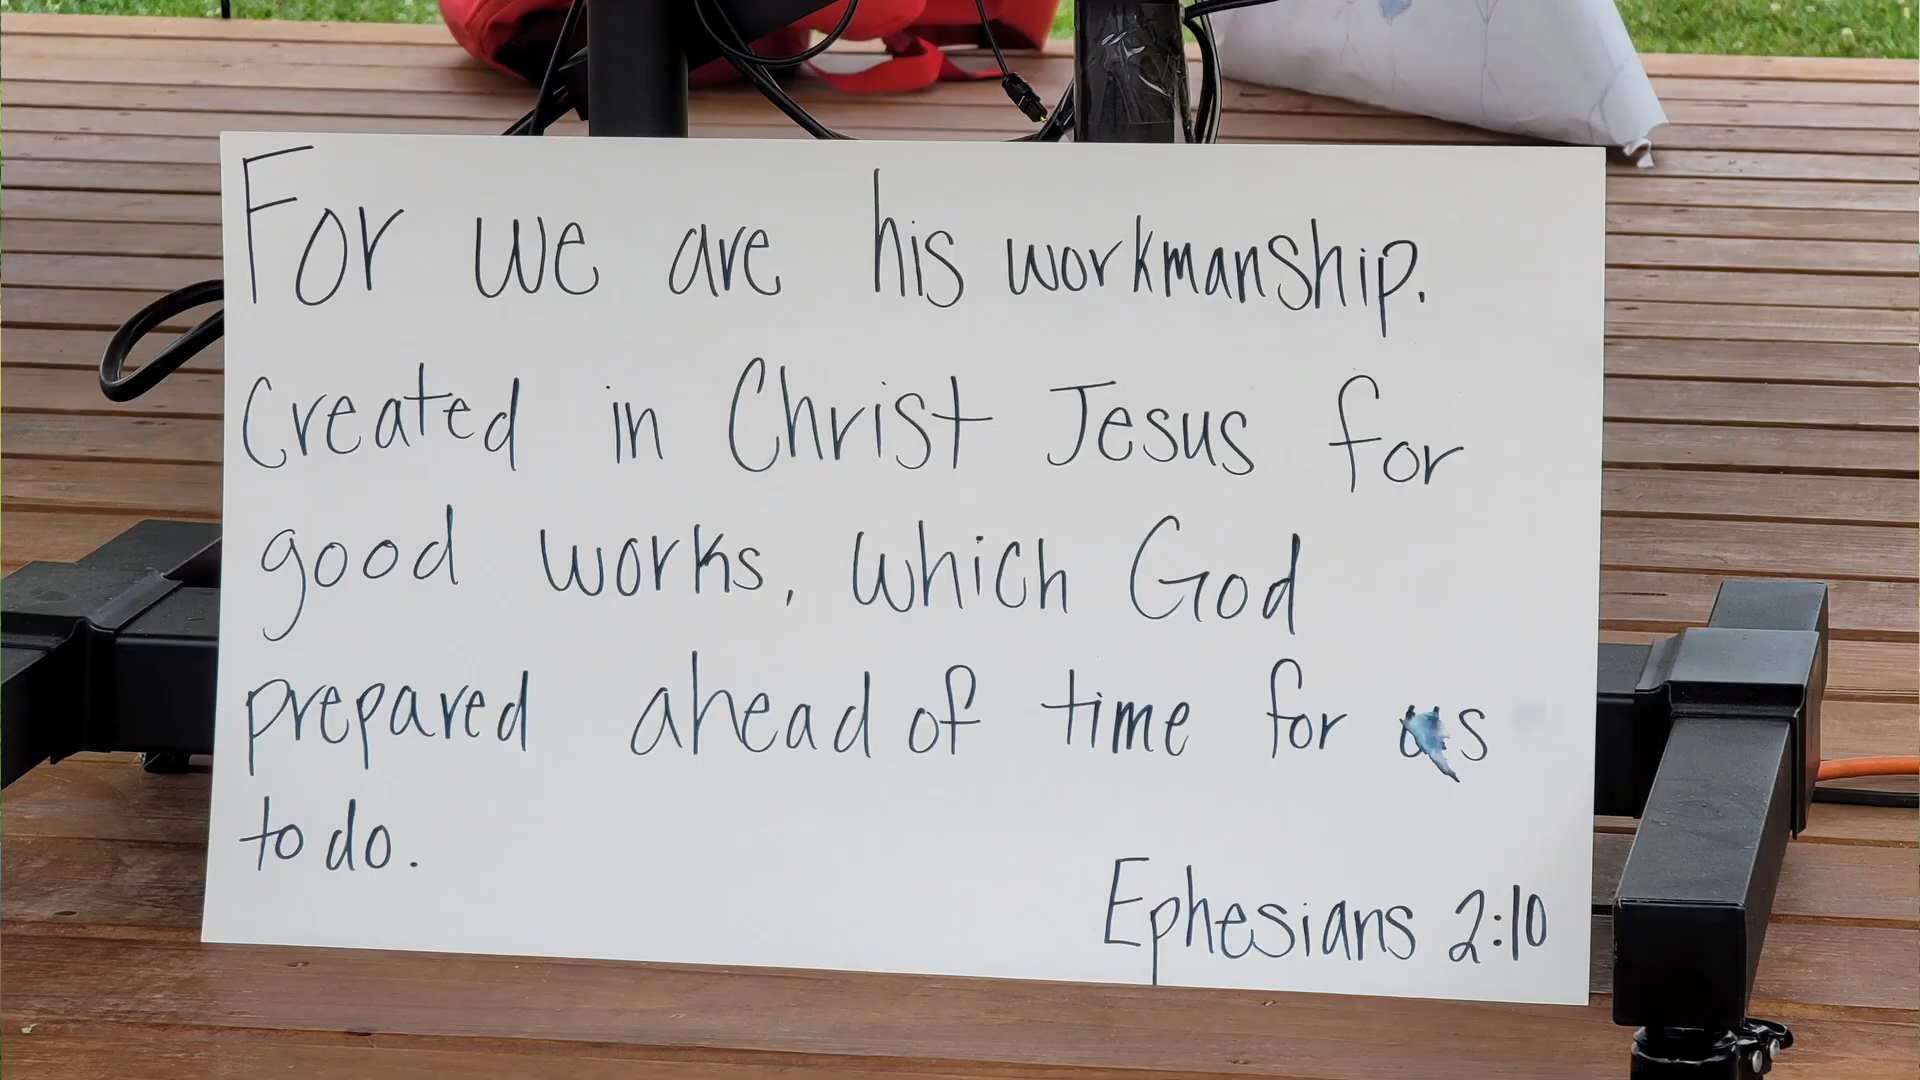 For we are his workmanship.
Created in Christ Jesus for
good works, which God
prepared ahead of time for us
to do.
Ephesians 2:10